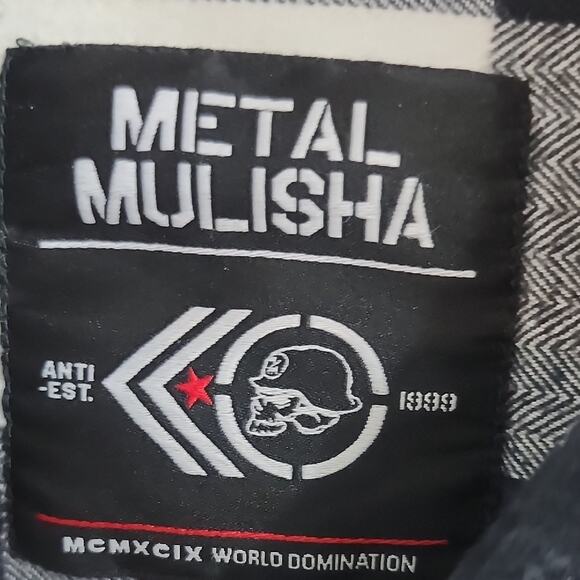 METAL
MULISHA
ANTI
-EST.
1999
MCMXCIX WORLD DOMINATION